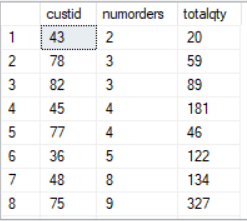 custid numorders totalqty
1 43 2 20
2 78 3 59
3 82 3 89
4 45 4 181
5 77 4 46
6 36 5 122
7 48 8 134
8 75 9 327